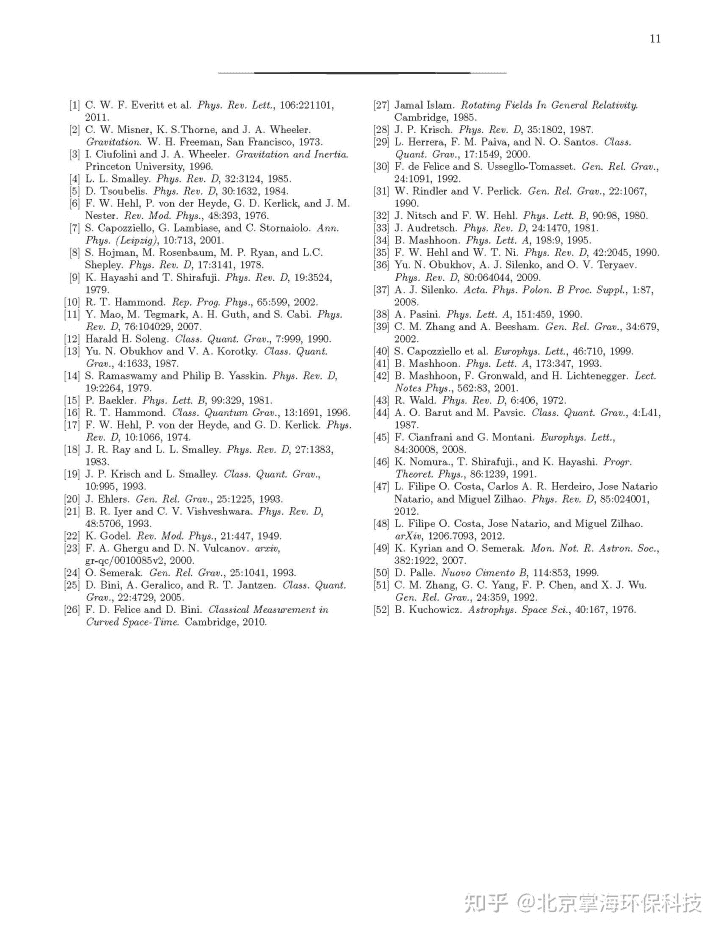 11
[1] C. W. F. Everitt et al. Phys. Rev. Lett., 106:221101,
2011.
[2] C. W. Misner, K. S.Thorne, and J. A. Wheeler.
Gravitation. W. H. Freeman, San Francisco, 1973.
[3] I. Ciufolini and J. A. Wheeler. Gravitation and Inertia.
Princeton University, 1996.
[4] L. L. Smalley. Phys. Rev. D, 32:3124, 1985.
[5] D. Tsoubelis. Phys. Rev. D, 30:1632, 1984.
[6] F. W. Hehl, P. von der Heyde, G. D. Kerlick, and J. M.
Nester. Rev. Mod. Phys., 48:393, 1976.
[7] S. Capozziello, G. Lambiase, and C. Stornaiolo. Ann.
Phys. (Leipzig), 10:713, 2001.
[8] S. Hojman, M. Rosenbaum, M. P. Ryan, and L.C.
Shepley. Phys. Rev. D, 17:3141, 1978.
[9] K. Hayashi and T. Shirafuji. Phys. Rev. D, 19:3524,
1979.
[10] R. T. Hammond. Rep. Prog. Phys., 65:599, 2002.
[11] Y. Mao, M. Tegmark, A. H. Guth, and S. Cabi. Phys.
Rev. D, 76:104029, 2007.
[12] Harald H. Soleng. Class. Quant. Grav., 7:999, 1990.
[13] Yu. N. Obukhov and V. A. Korotky. Class. Quant.
Grav., 4:1633, 1987.
[14] S. Ramaswamy and Philip B. Yasskin. Phys. Rev. D,
19:2264, 1979.
[15] P. Baekler. Phys. Lett. B, 99:329, 1981.
[16] R. T. Hammond. Class. Quantum Grav., 13:1691, 1996.
[17] F. W. Hehl, P. von der Heyde, and G. D. Kerlick. Phys.
Rev. D, 10:1066, 1974.
[18] J. R. Ray and L. L. Smalley. Phys. Rev. D, 27:1383,
1983.
[19] J. P. Krisch and L. Smalley. Class. Quant. Grav.,
10:995, 1993.
[20] J. Ehlers. Gen. Rel. Grav., 25:1225, 1993.
[21] B. R. Iyer and C. V. Vishveshwara. Phys. Rev. D,
48:5706, 1993.
[22] K. Godel. Rev. Mod. Phys., 21:447, 1949.
[23] F. A. Ghergu and D. N. Vulcanov. arxiv,
gr-qc/0010085v2, 2000.
[24] O. Semerak. Gen. Rel. Grav., 25:1041, 1993.
[25] D. Bini, A. Geralico, and R. T. Jantzen. Class. Quant.
Grav., 22:4729, 2005.
[26] F. D. Felice and D. Bini. Classical Measurement in
Curved Space-Time. Cambridge, 2010.
[27] Jamal Islam. Rotating Fields In General Relativity.
Cambridge, 1985.
[28] J. P. Krisch. Phys. Rev. D, 35:1802, 1987.
[29] L. Herrera, F. M. Paiva, and N. O. Santos. Class.
Quant. Grav., 17:1549, 2000.
[30] F. de Felice and S. Usseglio-Tomasset. Gen. Rel. Grav.,
24:1091, 1992.
[31] W. Rindler and V. Perlick. Gen. Rel. Grav., 22:1067,
1990.
[32] J. Nitsch and F. W. Hehl. Phys. Lett. B, 90:98, 1980.
[33] J. Audretsch. Phys. Rev. D, 24:1470, 1981.
[34] B. Mashhoon. Phys. Lett. A, 198:9, 1995.
[35] F. W. Hehl and W. T. Ni. Phys. Rev. D, 42:2045, 1990.
[36] Yu. N. Obukhov, A. J. Silenko, and O. V. Teryaev.
Phys. Rev. D, 80:064044, 2009.
[37] A. J. Silenko. Acta. Phys. Polon. B Proc. Suppl., 1:87,
2008.
[38] A. Pasini. Phys. Lett. A, 151:459, 1990.
[39] C. M. Zhang and A. Beesham. Gen. Rel. Grav., 34:679,
2002.
[40] S. Capozziello et al. Europhys. Lett., 46:710, 1999.
[41] B. Mashhoon. Phys. Lett. A, 173:347, 1993.
[42] B. Mashhoon, F. Gronwald, and H. Lichtenegger. Lect.
Notes Phys., 562:83, 2001.
[43] R. Wald. Phys. Rev. D, 6:406, 1972.
[44] A. O. Barut and M. Pavsic. Class. Quant. Grav., 4:L41,
1987.
[45] F. Cianfrani and G. Montani. Europhys. Lett.,
84:30008, 2008.
[46] K. Nomura., T. Shirafuji., and K. Hayashi. Progr.
Theoret. Phys., 86:1239, 1991.
[47] L. Filipe O. Costa, Carlos A. R. Herdeiro, Jose Natario
Natario, and Miguel Zilhao. Phys. Rev. D, 85:024001,
2012.
[48] L. Filipe O. Costa, Jose Natario, and Miguel Zilhao.
arXiv, 1206.7093, 2012.
[49] K. Kyrian and O. Semerak. Mon. Not. R. Astron. Soc.,
382:1922, 2007.
[50] D. Palle. Nuovo Cimento B, 114:853, 1999.
[51] C. M. Zhang, G. C. Yang, F. P. Chen, and X. J. Wu.
Gen. Rel. Grav., 24:359, 1992.
[52] B. Kuchowicz. Astrophys. Space Sci., 40:167, 1976.
知乎 @北京掌海环保科技